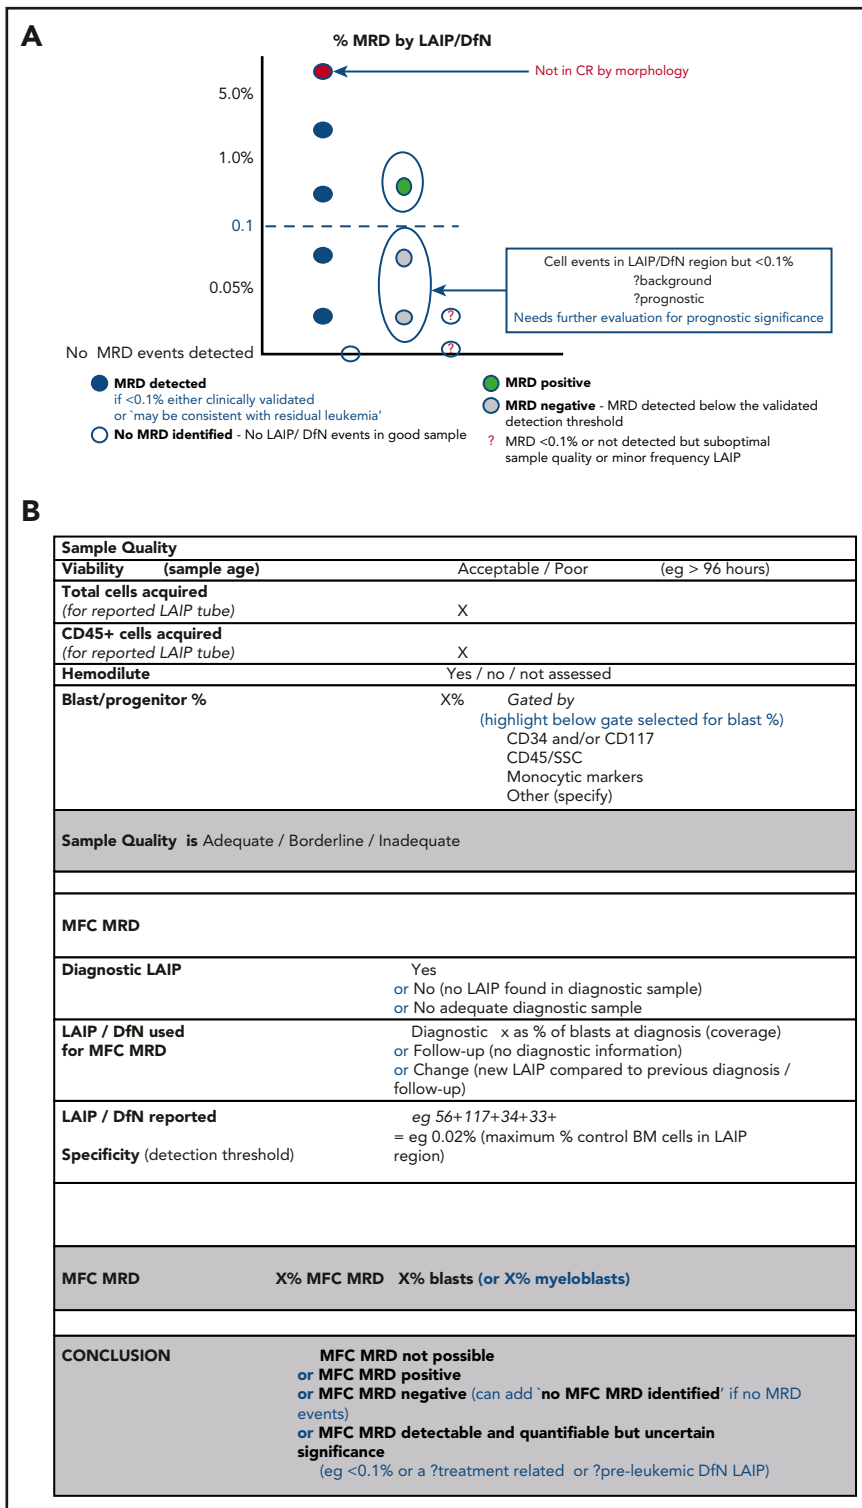 A
% MRD by LAIP/DfN
Not in CR by morphology
5.0%
1.0%
0.1
0.05%
No MRD events detected
Cell events in LAIP/DfN region but <0.1%
?background
?prognostic
Needs further evaluation for prognostic significance
?
?
MRD detected
if <0.1% either clinically validated
or `may be consistent with residual leukemia’
No MRD identified - No LAIP/ DfN events in good sample
MRD positive
MRD negative - MRD detected below the validated
detection threshold
? MRD <0.1% or not detected but suboptimal
sample quality or minor frequency LAIP
B
Sample Quality
Viability (sample age) Acceptable / Poor (eg > 96 hours)
Total cells acquired
(for reported LAIP tube) X
CD45+ cells acquired
(for reported LAIP tube) X
Hemodilute Yes / no / not assessed
Blast/progenitor % X% Gated by
(highlight below gate selected for blast %)
CD34 and/or CD117
CD45/SSC
Monocytic markers
Other (specify)
Sample Quality is Adequate / Borderline / Inadequate
MFC MRD
Diagnostic LAIP Yes
or No (no LAIP found in diagnostic sample)
or No adequate diagnostic sample
LAIP / DfN used Diagnostic x as % of blasts at diagnosis (coverage)
for MFC MRD or Follow-up (no diagnostic information)
or Change (new LAIP compared to previous diagnosis /
follow-up)
LAIP / DfN reported eg 56+117+34+33+
= eg 0.02% (maximum % control BM cells in LAIP
Specificity (detection threshold) region)
MFC MRD X% MFC MRD X% blasts (or X% myeloblasts)
CONCLUSION MFC MRD not possible
or MFC MRD positive
or MFC MRD negative (can add `no MFC MRD identified’ if no MRD
events)
or MFC MRD detectable and quantifiable but uncertain
significance
(eg <0.1% or a ?treatment related or ?pre-leukemic DfN LAIP)